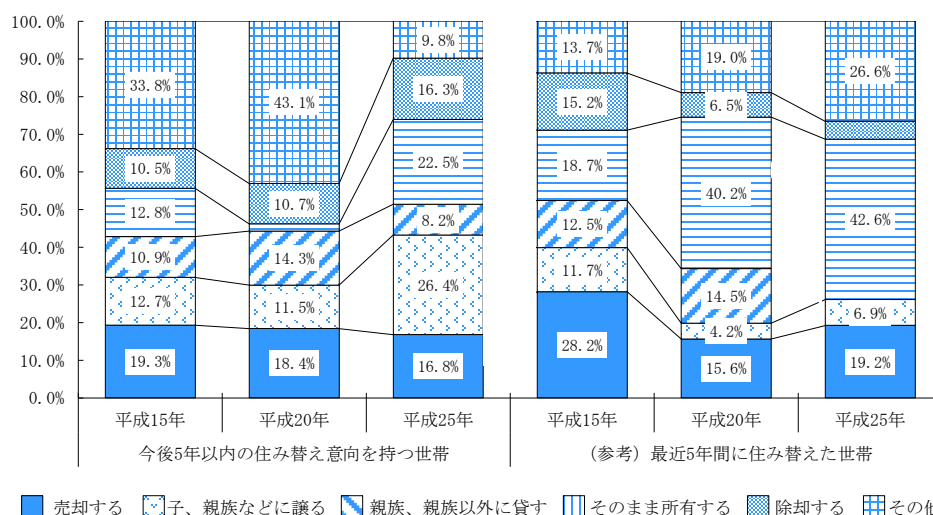 100.0%
90.0%
80.0%
70.0%
60.0%
50.0%
40.0%
30.0%
20.0%
10.0%
0.0%
33.8% 43.1% 9.8% 13.7% 19.0% 26.6%
10.5% 10.7% 16.3% 15.2% 6.5%
12.8% 22.5% 18.7% 40.2% 42.6%
10.9% 14.3% 8.2% 12.5% 14.5%
12.7% 11.5% 26.4% 11.7% 4.2% 6.9%
19.3% 18.4% 16.8% 28.2% 15.6% 19.2%
平成15年 平成20年 平成25年 平成15年 平成20年 平成25年
今後5年以内の住み替え意向を持つ世帯 (参考)最近5年間に住み替えた世帯
売却する 子、親族などに譲る 親族、親族以外に貸す そのまま所有する 除却する その他